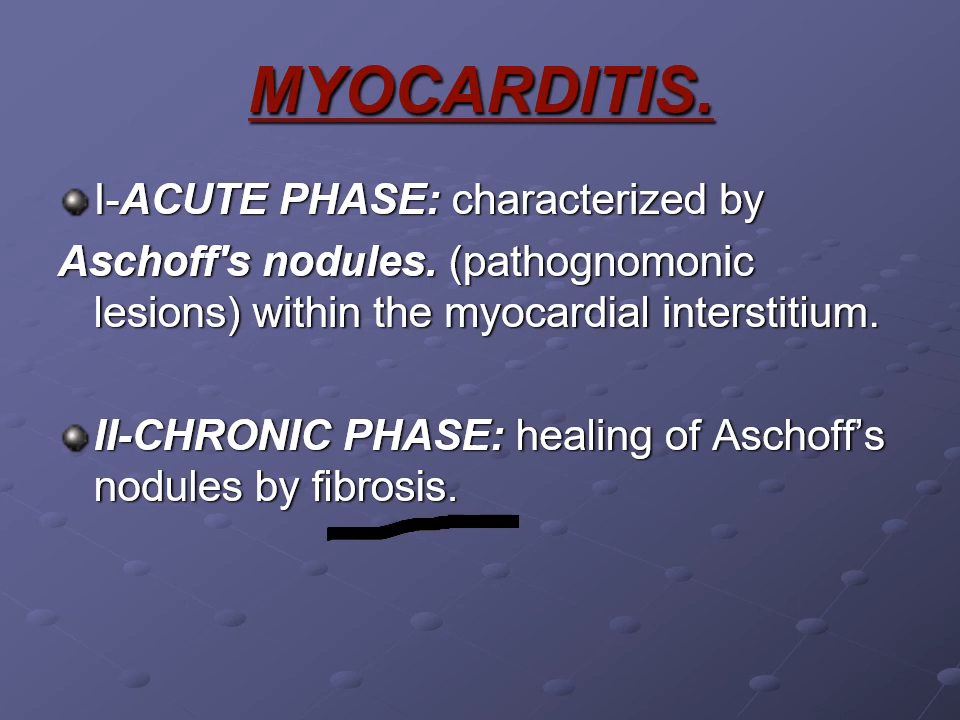 MYOCARDITIS.
I-ACUTE PHASE: characterized by
Aschoff's nodules. (pathognomonic
lesions) within the myocardial interstitium.
II-CHRONIC PHASE: healing of Aschoff’s
nodules by fibrosis.